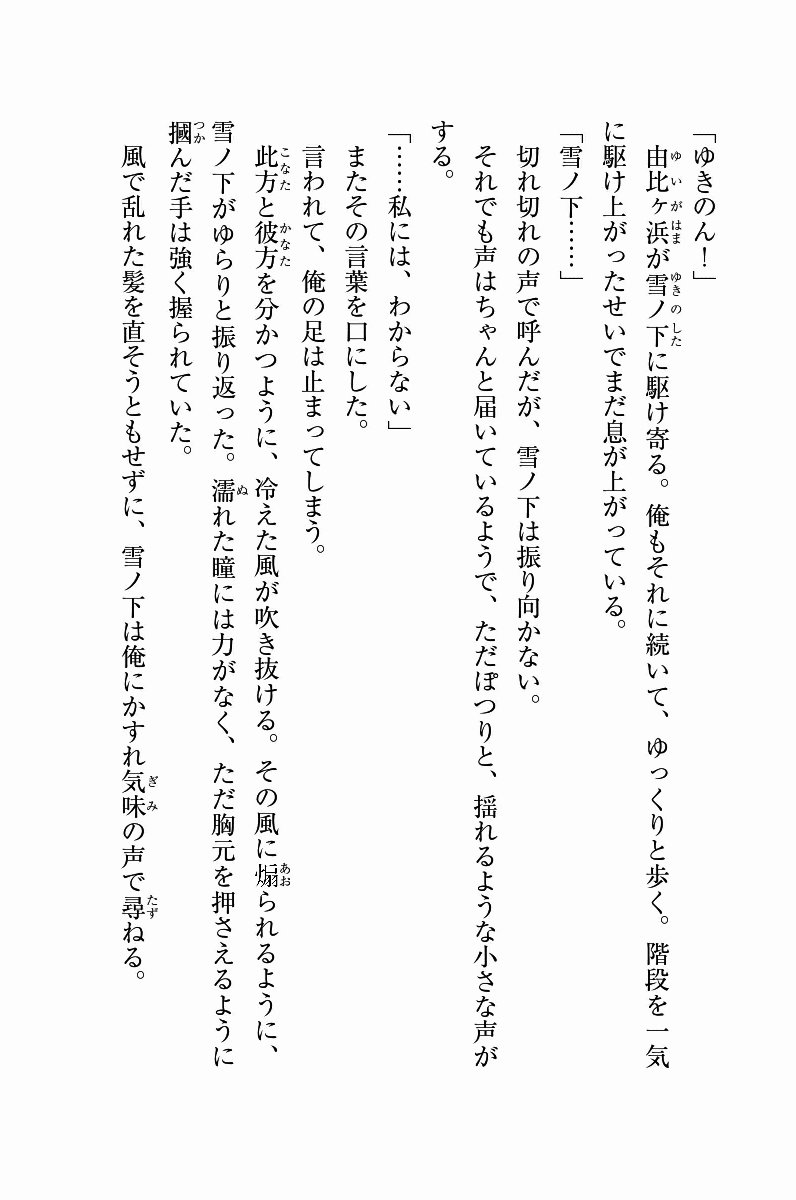 「ゆきのん！」
　由比ヶ浜が雪ノ下に駆け寄る。俺もそれに続いて、ゆっくりと歩く。階段を一気
に駆け上がったせいでまだ息が上がっている。
「雪ノ下……」
　切れ切れの声で呼んだが、雪ノ下は振り向かない。
　それでも声はちゃんと届いているようで、ただぽつりと、揺れるような小さな声が
する。
「……私には、わからない」
　またその言葉を口にした。
　言われて、俺の足は止まってしまう。
　此方と彼方を分かつように、冷えた風が吹き抜ける。その風に煽られるように、
雪ノ下がゆらりと振り返った。濡れた瞳には力がなく、ただ胸元を押さえるように
摑んだ手は強く握られていた。
　風で乱れた髪を直そうともせずに、雪ノ下は俺にかすれ気味の声で尋ねる。